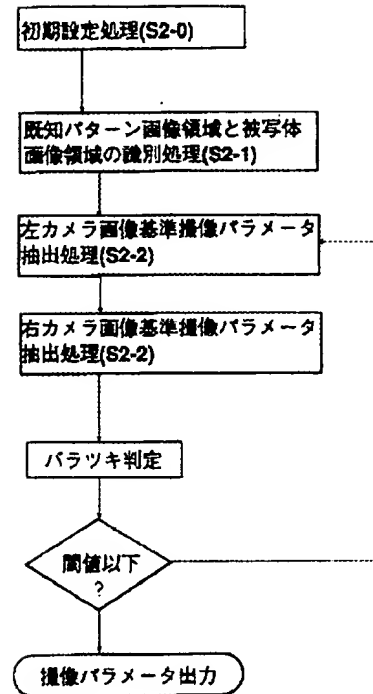 初期設定処理(S2-0)
既知パターン画像領域と被写体
画像領域の識別処理(S2-1)
左カメラ画像基準撮像パラメータ
抽出処理(S2-2)
右カメラ画像基準撮像パラメータ
抽出処理(S2-2)
バラツキ判定
閾値以下
?
撮像パラメータ出力